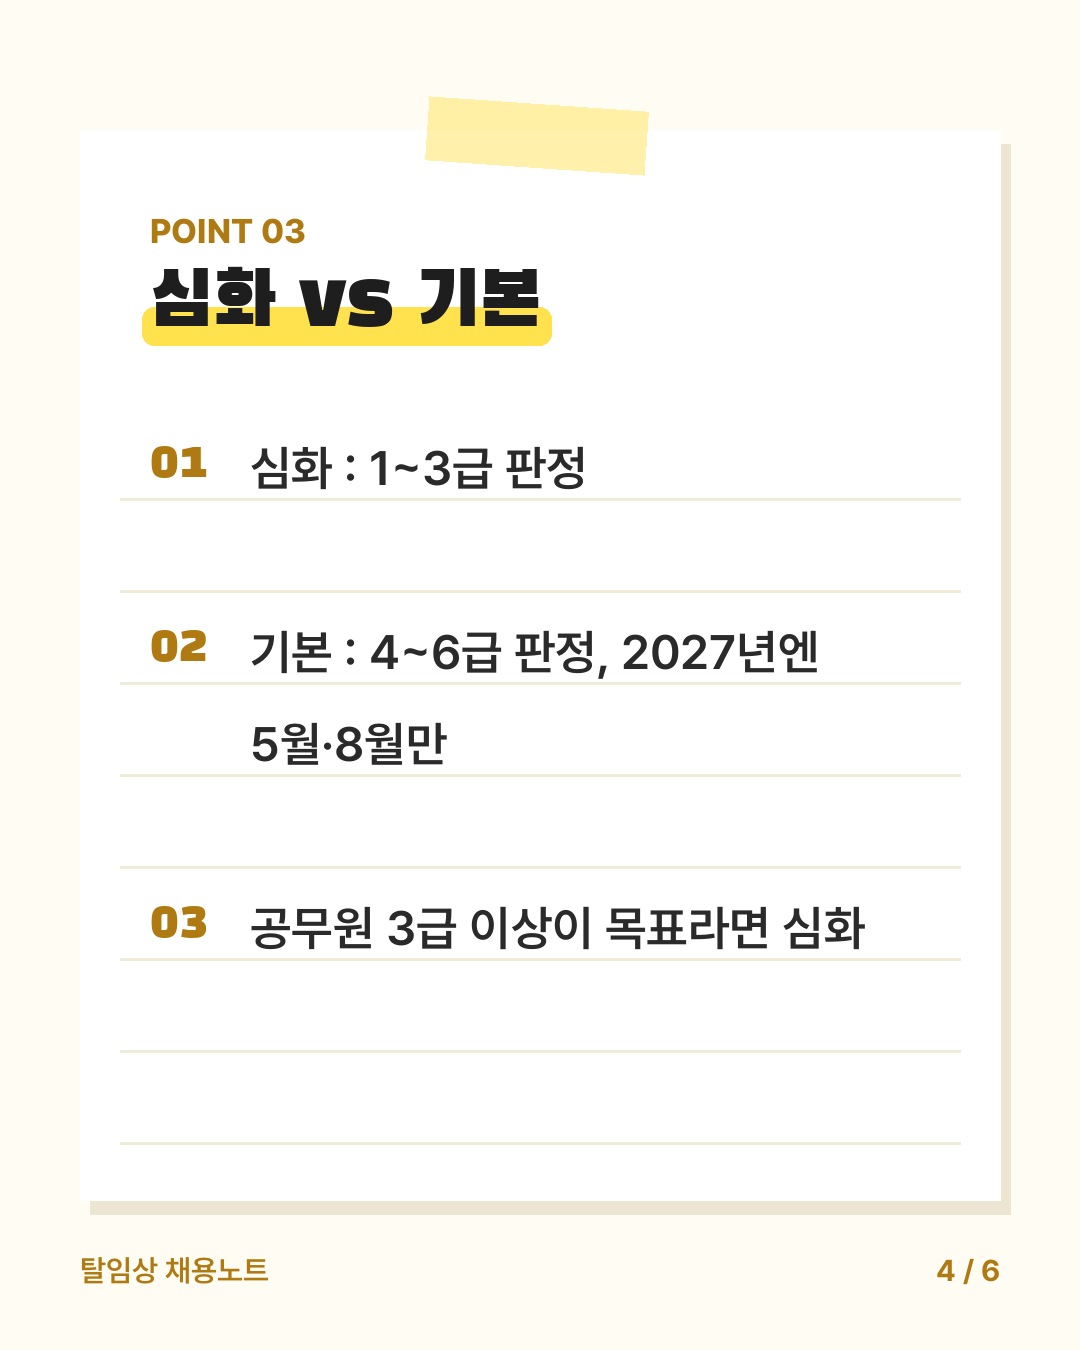 POINT 03
심화 vs 기본
01 심화 : 1~3급 판정
02 기본 : 4~6급 판정, 2027년엔
5월·8월만
03 공무원 3급 이상이 목표라면 심화
탈임상 채용노트
4 / 6